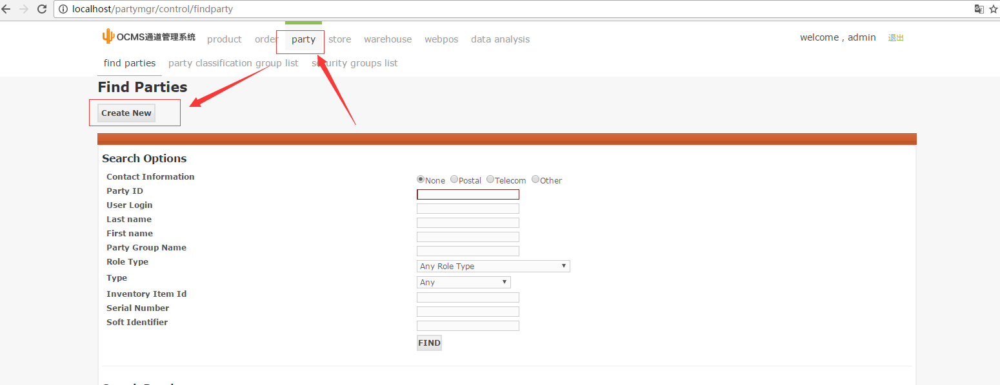 localhost/partymgr/control/findparty
OCMS通道管理系统 product order party store warehouse webpos data analysis welcome , admin 退出
find parties party classification group list security groups list
Find Parties
Create New
Search Options
Contact Information None Postal Telecom Other
Party ID
User Login
Last name
First name
Party Group Name
Role Type Any Role Type
Type Any
Inventory Item Id
Serial Number
Soft Identifier
FIND